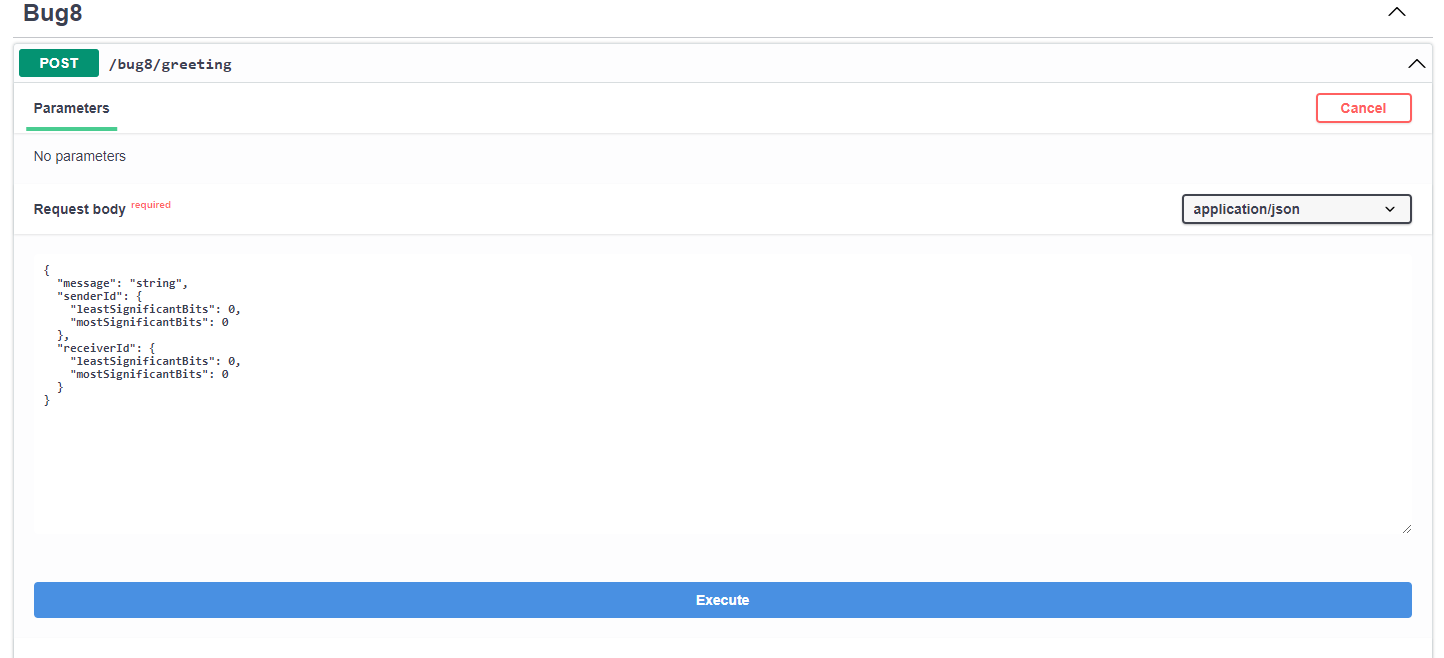 Bug8
POST /bug8/greeting
Parameters
Cancel
No parameters
Request body required
application/json
{
  "message": "string",
  "senderId": {
    "leastSignificantBits": 0,
    "mostSignificantBits": 0
  },
  "receiverId": {
    "leastSignificantBits": 0,
    "mostSignificantBits": 0
  }
}
Execute